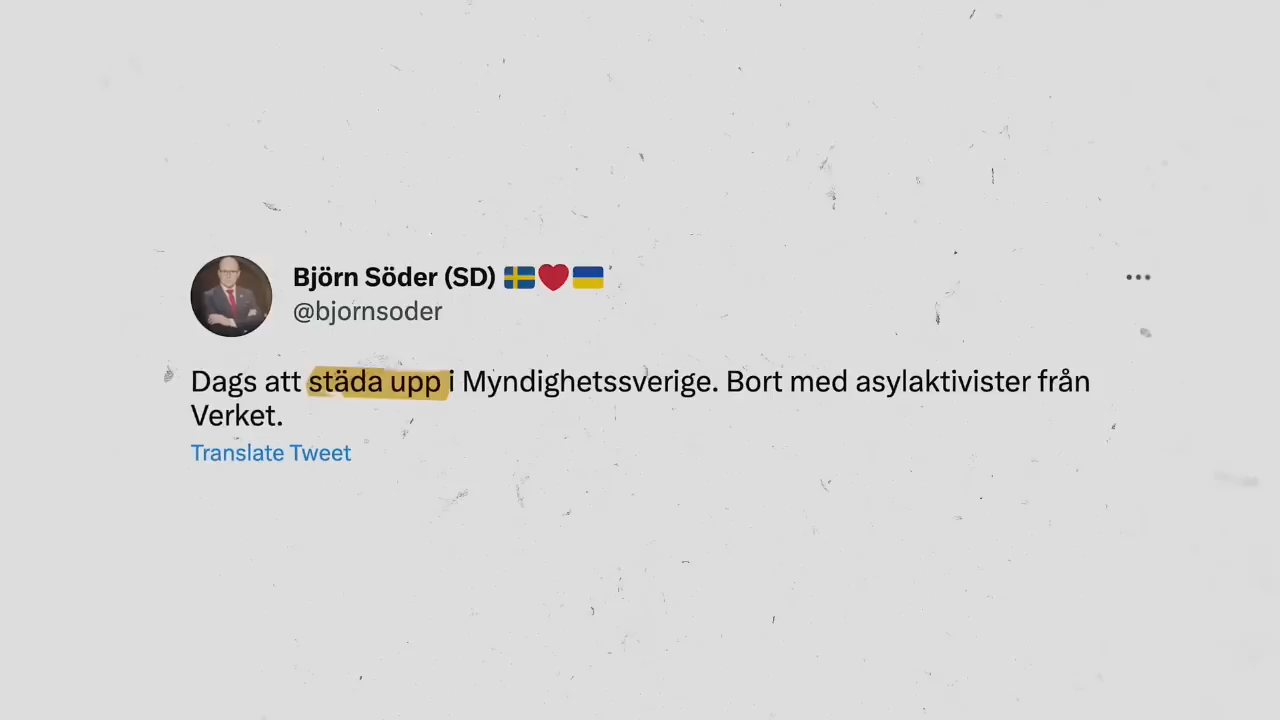 Björn Söder (SD) 🇸🇪❤️🇺🇦
@bjornsoder
Dags att städa upp i Myndighetssverige. Bort med asylaktivister från
Verket.
Translate Tweet